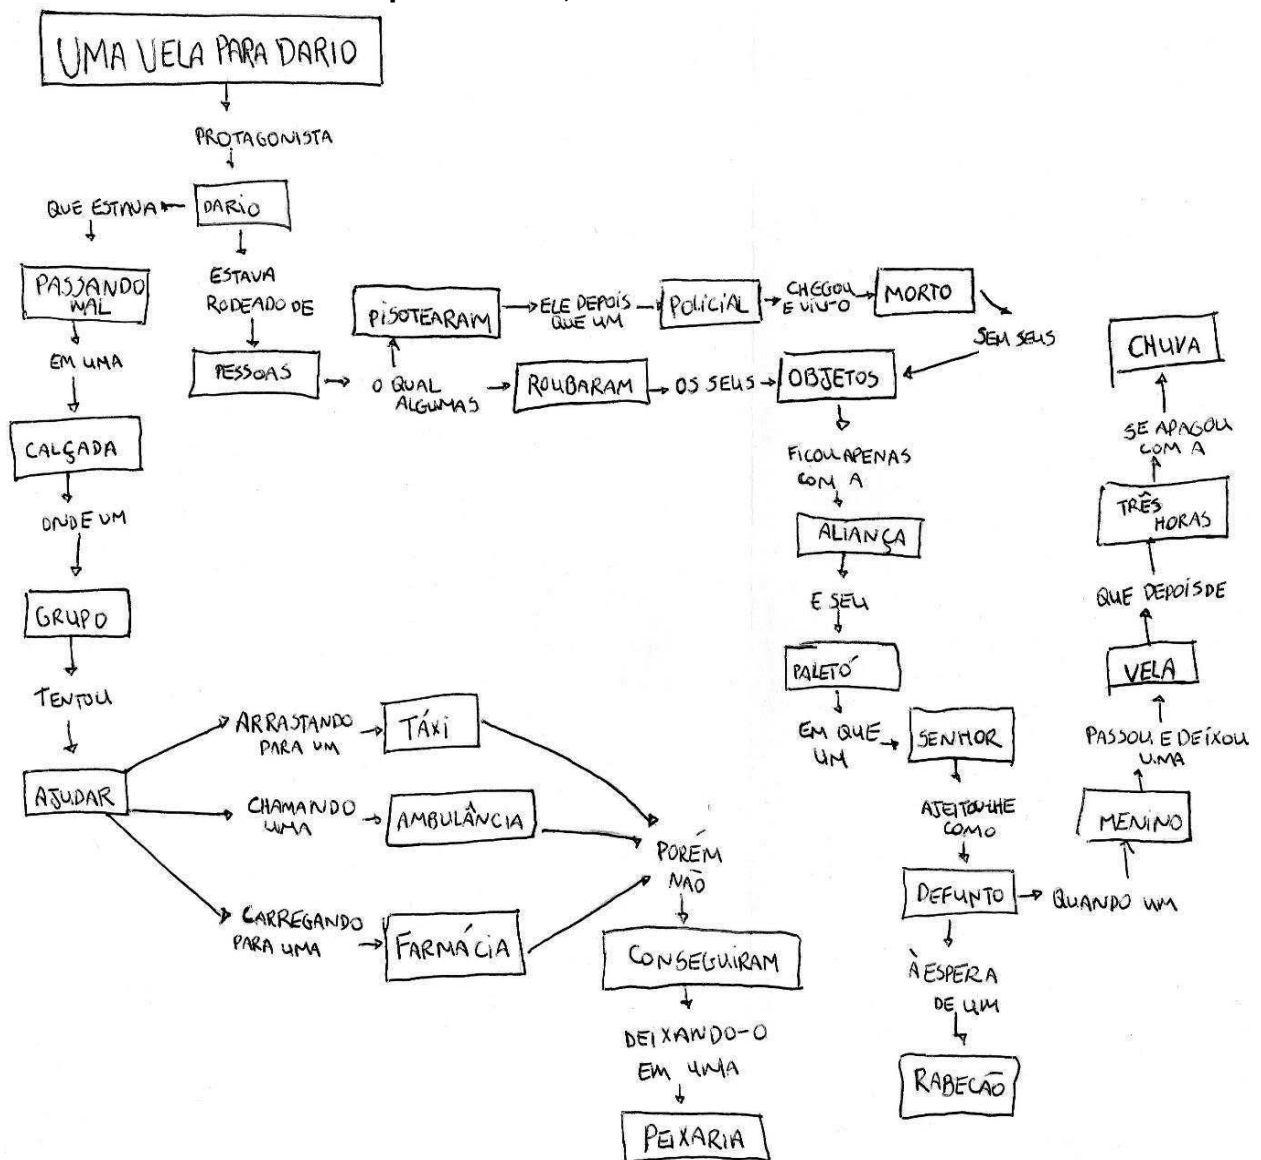 UMA VELA PARA DARIO
PROTAGONISTA
DARIO
QUE ESTAVA
PASSANDO
MAL
EM UMA
CALÇADA
ONDE UM
GRUPO
TENTOU
AJUDAR
ARRASTANDO
PARA UM
TÁXI
CHAMANDO
UMA
AMBULÂNCIA
CARREGANDO
PARA UMA
FARMÁCIA
PORÉM
NÃO
CONSEGUIRAM
DEIXANDO-O
EM UMA
PEIXARIA
ESTAVA
RODEADO DE
PESSOAS
O QUAL
ALGUMAS
PISOTEARAM
ELE DEPOIS
QUE UM
POLICIAL
CHEGOU
E VIU-O
MORTO
SEM SEUS
ROUBARAM
OS SEUS
OBJETOS
FICOU APENAS
COM A
ALIANÇA
E SEU
PALETÓ
EM QUE
UM
SENHOR
AJEITOU-LHE
COMO
DEFUNTO
À ESPERA
DE UM
RABECÃO
QUANDO UM
MENINO
PASSOU E DEIXOU
UMA
VELA
QUE DEPOIS DE
TRÊS
HORAS
SE APAGOU
COM A
CHUVA